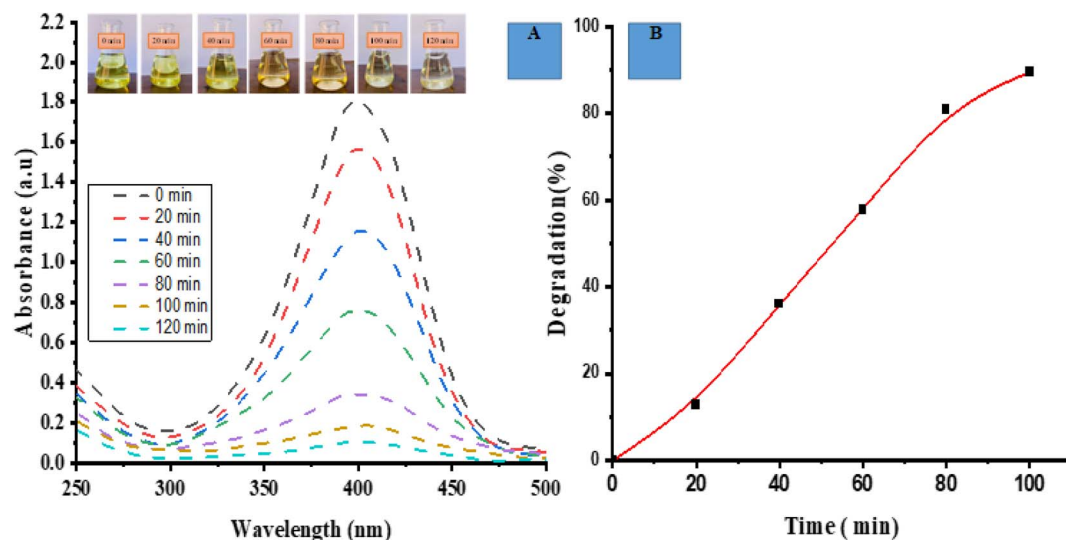 2.2
2.0
1.8
1.6
1.4
1.2
1.0
0.8
0.6
0.4
0.2
0.0
Absorbance (a.u)
0 min
20 min
40 min
60 min
80 min
100 min
120 min
0 min
20 min
40 min
60 min
80 min
100 min
120 min
250 300 350 400 450 500
Wavelength (nm)
A
B
100
80
60
40
20
0
Degradation(%)
0 20 40 60 80 100
Time ( min)